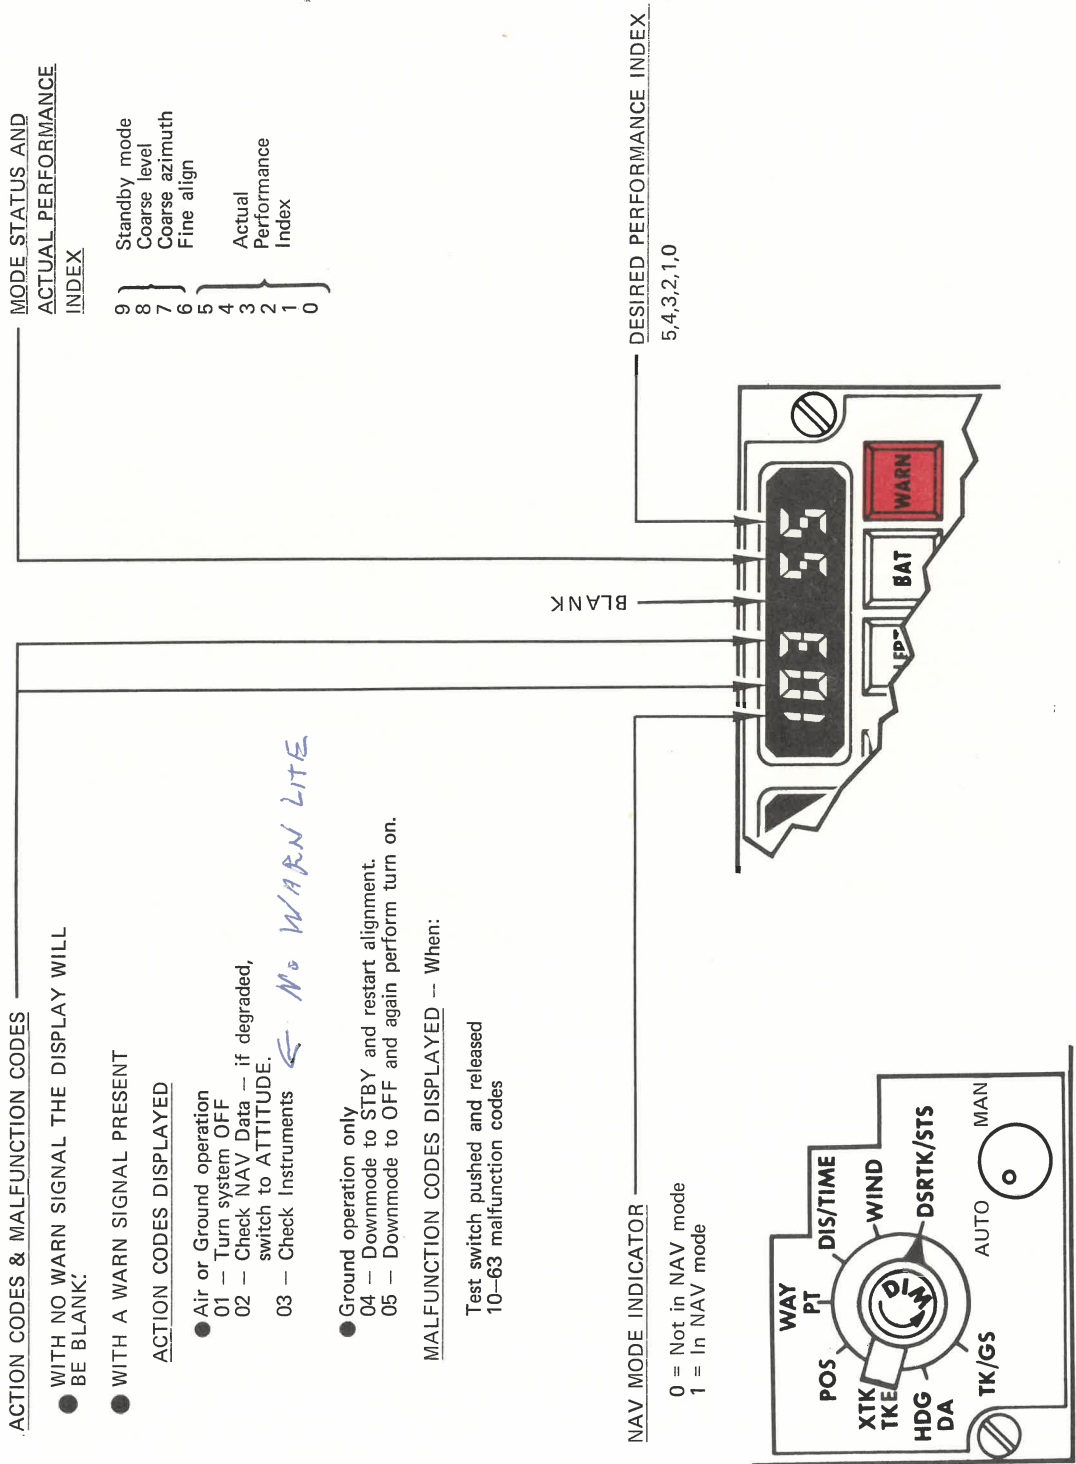 ACTION CODES & MALFUNCTION CODES
WITH NO WARN SIGNAL THE DISPLAY WILL
BE BLANK.
WITH A WARN SIGNAL PRESENT
ACTION CODES DISPLAYED
Air or Ground operation
01 – Turn system OFF
02 – Check NAV Data – if degraded,
switch to ATTITUDE.
03 – Check Instruments ← No WARN LITE
Ground operation only
04 – Downmode to STBY and restart alignment.
05 – Downmode to OFF and again perform turn on.
MALFUNCTION CODES DISPLAYED – When:
Test switch pushed and released
10–63 malfunction codes
MODE STATUS AND
ACTUAL PERFORMANCE
INDEX
9 Standby mode
8 Coarse level
7 Coarse azimuth
6 Fine align
5
4 Actual
3 Performance
2 Index
1
0
NAV MODE INDICATOR
0 = Not in NAV mode
1 = In NAV mode
BLANK
DESIRED PERFORMANCE INDEX
5,4,3,2,1,0
103 55
BAT
WARN
POS
WAY
PT
DIS/TIME
WIND
DSRTK/STS
XTK
TKE
HDG
DA
TK/GS
DIM
AUTO
MAN